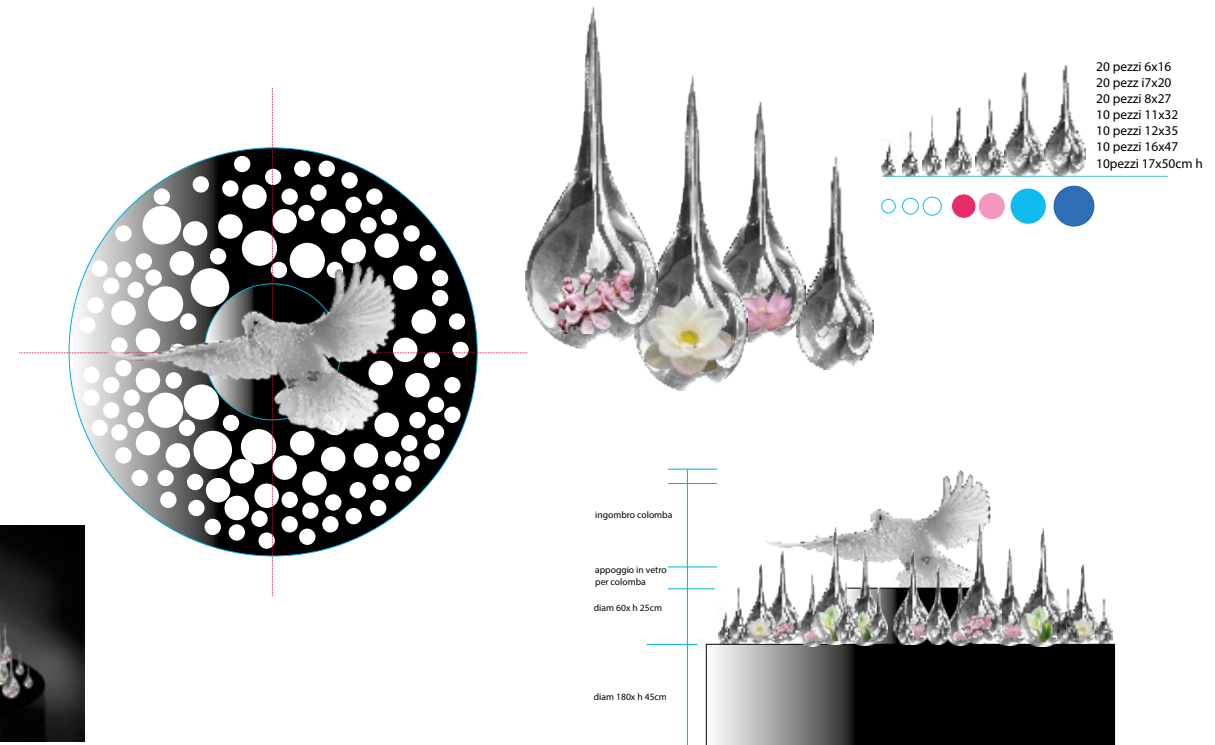 20 pezzi 6x16
20 pezz i7x20
20 pezzi 8x27
10 pezzi 11x32
10 pezzi 12x35
10 pezzi 16x47
10pezzi 17x50cm h
ingombro colomba
appoggio in vetro
per colomba
diam 60x h 25cm
diam 180x h 45cm